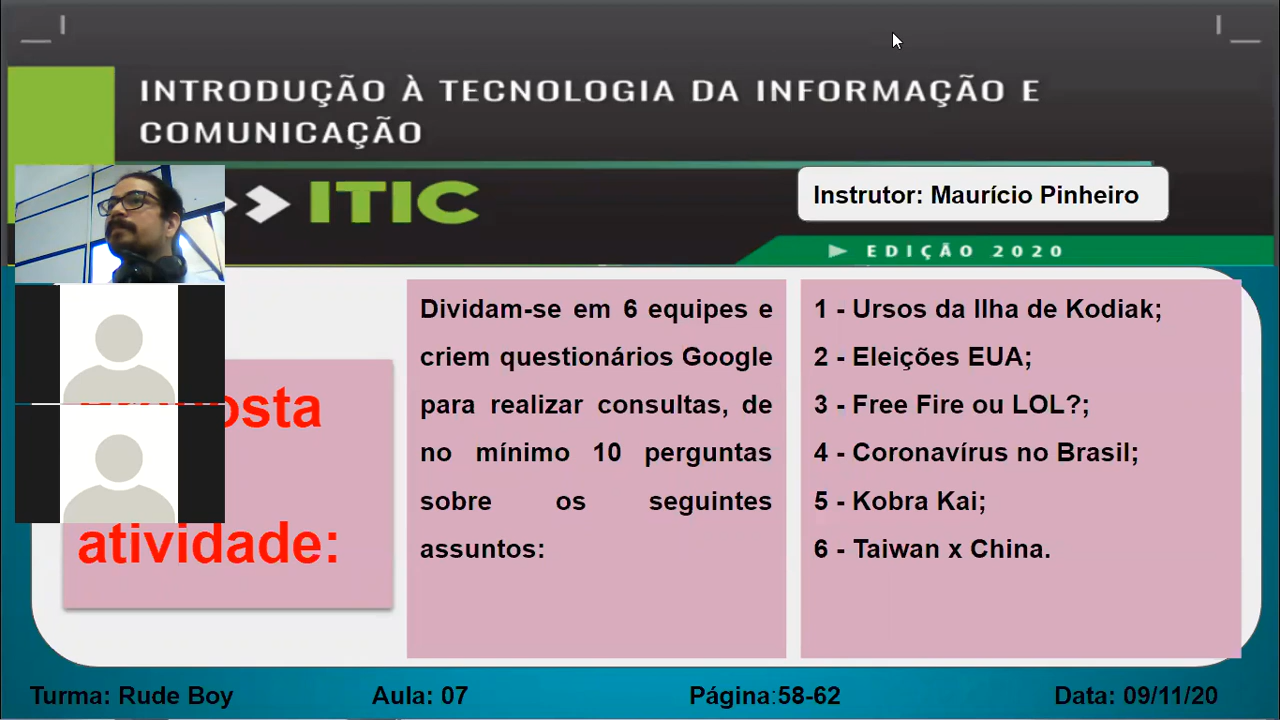 INTRODUÇÃO À TECNOLOGIA DA INFORMAÇÃO E
COMUNICAÇÃO
ITIC
Instrutor: Maurício Pinheiro
EDIÇÃO 2020
atividade:
Dividam-se em 6 equipes e
criem questionários Google
para realizar consultas, de
no mínimo 10 perguntas
sobre os seguintes
assuntos:
1 - Ursos da Ilha de Kodiak;
2 - Eleições EUA;
3 - Free Fire ou LOL?;
4 - Coronavírus no Brasil;
5 - Kobra Kai;
6 - Taiwan x China.
Turma: Rude Boy
Aula: 07
Página:58-62
Data: 09/11/20